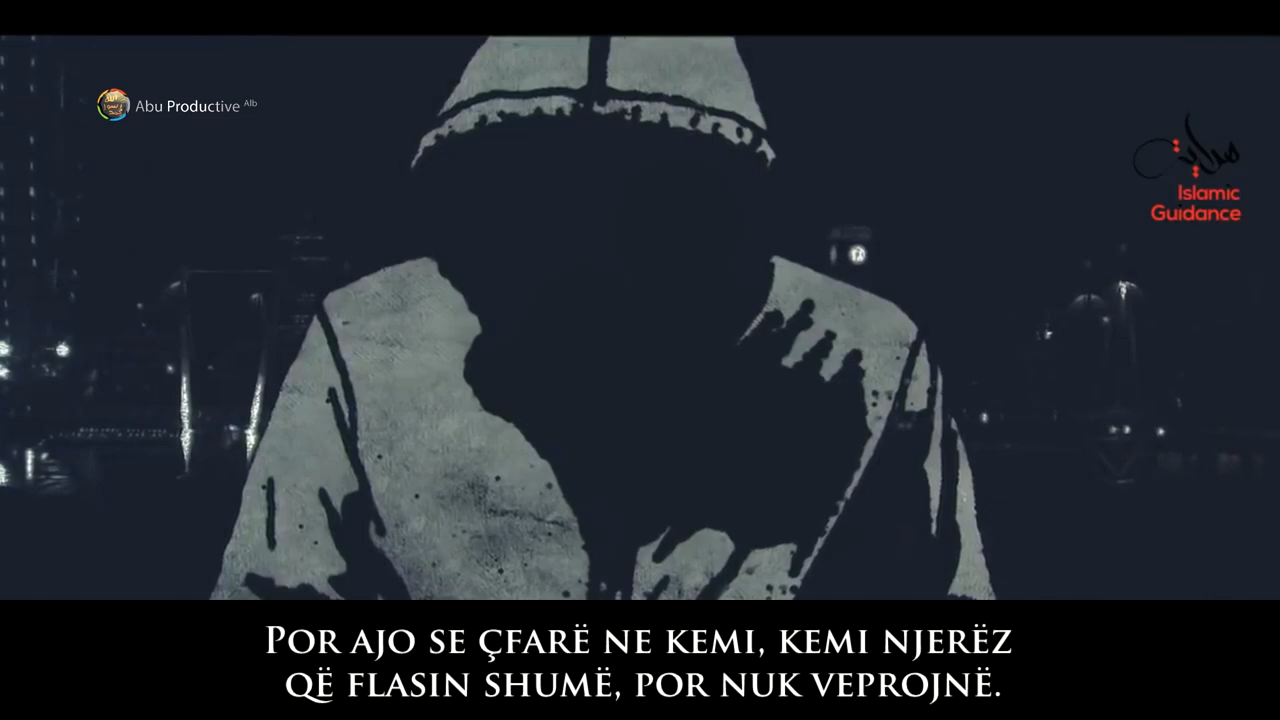 Abu Productive Alb
هداية
Islamic
Guidance
POR AJO SE ÇFARË NE KEMI, KEMI NJERËZ
QË FLASIN SHUMË, POR NUK VEPROJNË.